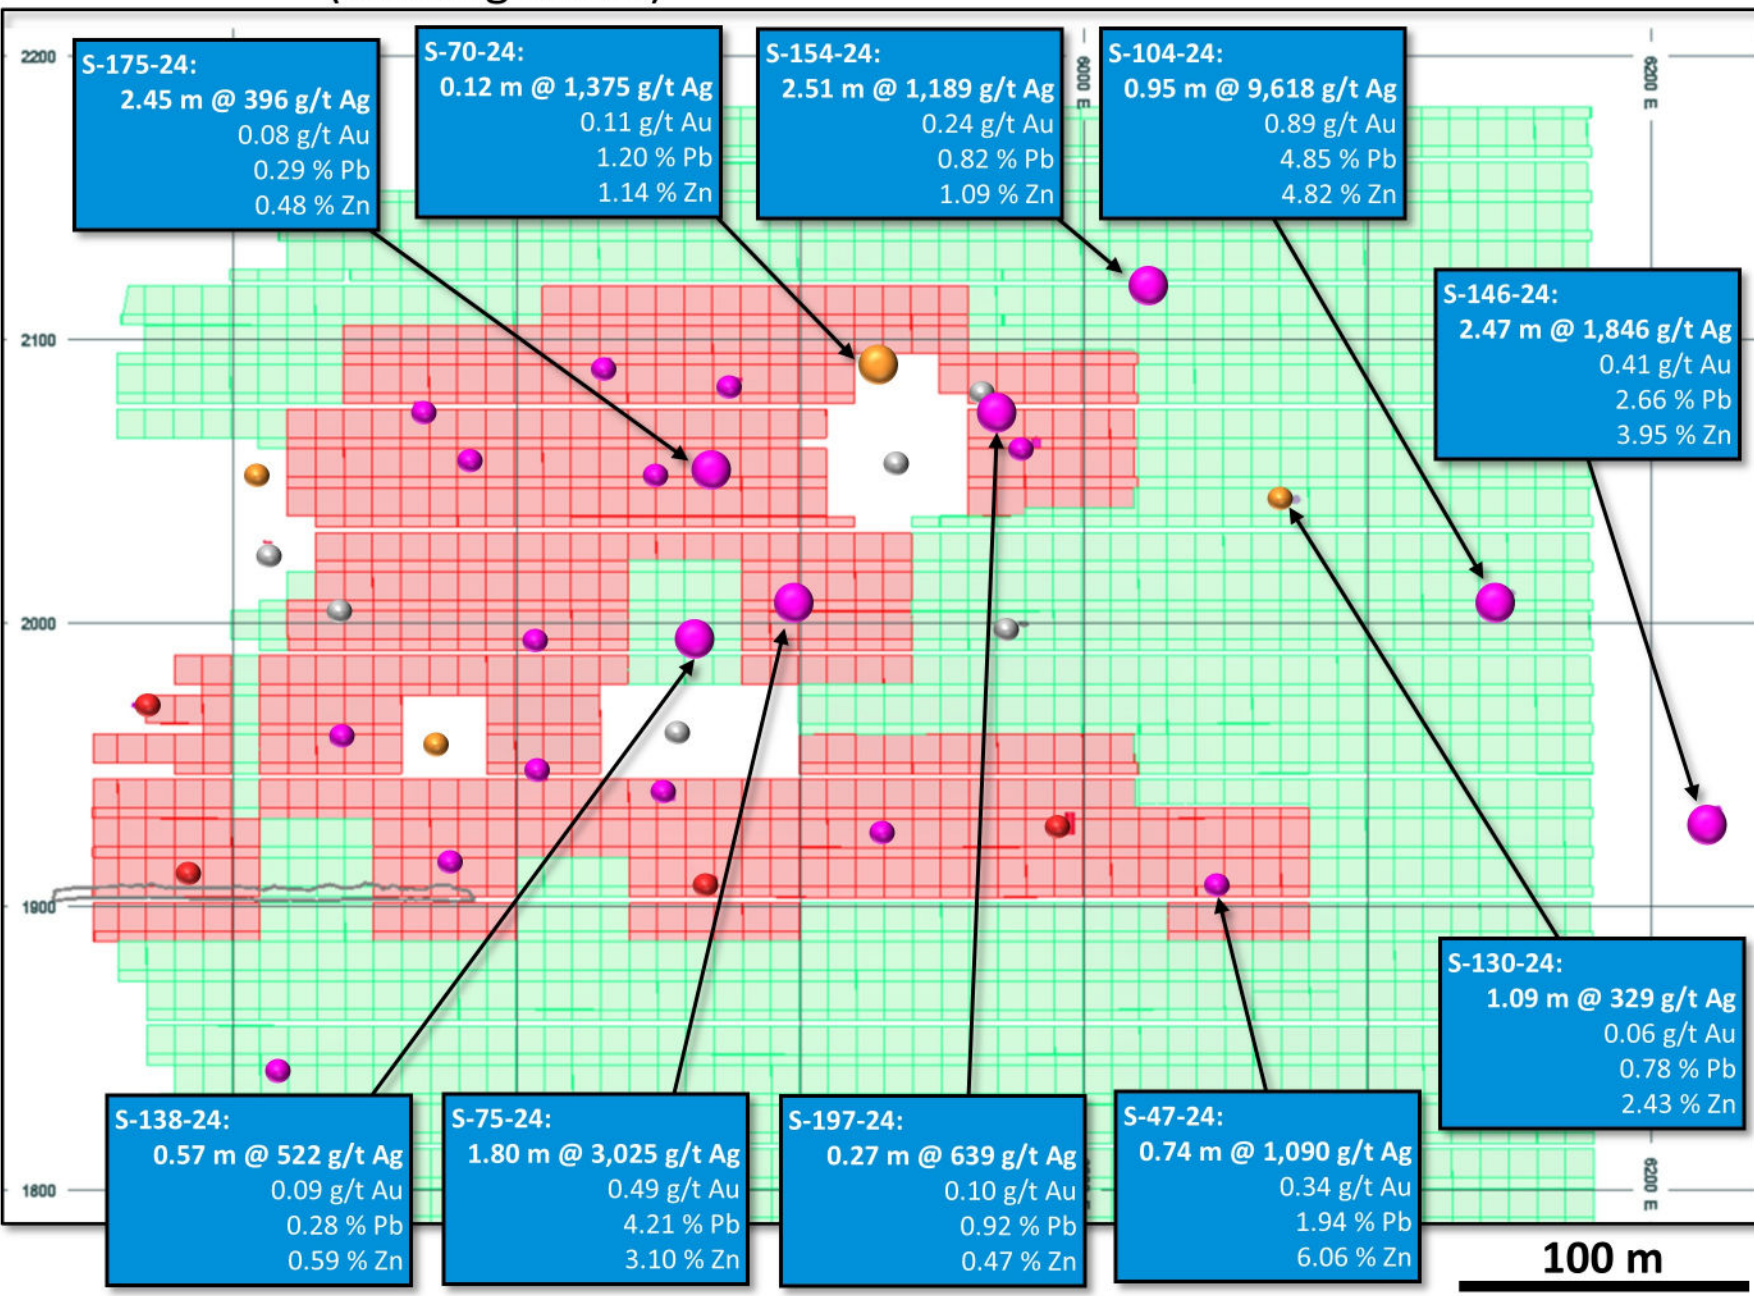 S-175-24:
2.45 m @ 396 g/t Ag
0.08 g/t Au
0.29 % Pb
0.48 % Zn
S-70-24:
0.12 m @ 1,375 g/t Ag
0.11 g/t Au
1.20 % Pb
1.14 % Zn
S-154-24:
2.51 m @ 1,189 g/t Ag
0.24 g/t Au
0.82 % Pb
1.09 % Zn
S-104-24:
0.95 m @ 9,618 g/t Ag
0.89 g/t Au
4.85 % Pb
4.82 % Zn
6000 E
6200 E
2200
2100
2000
1900
1800
S-146-24:
2.47 m @ 1,846 g/t Ag
0.41 g/t Au
2.66 % Pb
3.95 % Zn
S-130-24:
1.09 m @ 329 g/t Ag
0.06 g/t Au
0.78 % Pb
2.43 % Zn
S-138-24:
0.57 m @ 522 g/t Ag
0.09 g/t Au
0.28 % Pb
0.59 % Zn
S-75-24:
1.80 m @ 3,025 g/t Ag
0.49 g/t Au
4.21 % Pb
3.10 % Zn
S-197-24:
0.27 m @ 639 g/t Ag
0.10 g/t Au
0.92 % Pb
0.47 % Zn
S-47-24:
0.74 m @ 1,090 g/t Ag
0.34 g/t Au
1.94 % Pb
6.06 % Zn
6200 E
100 m